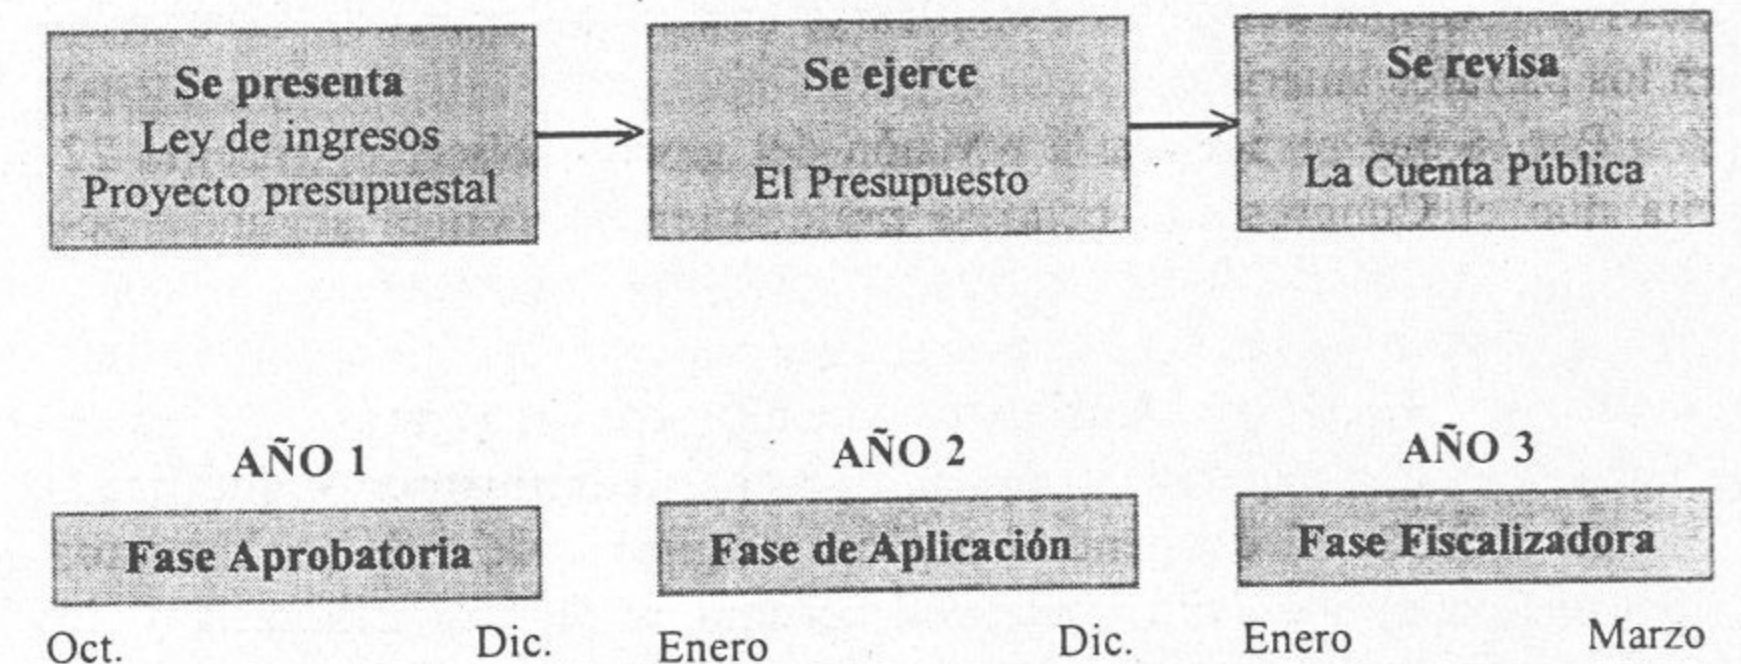 Se presenta
Ley de ingresos
Proyecto presupuestal
Se ejerce
El Presupuesto
Se revisa
La Cuenta Pública
AÑO 1
AÑO 2
AÑO 3
Fase Aprobatoria
Fase de Aplicación
Fase Fiscalizadora
Oct.
Dic.
Enero
Dic.
Enero
Marzo